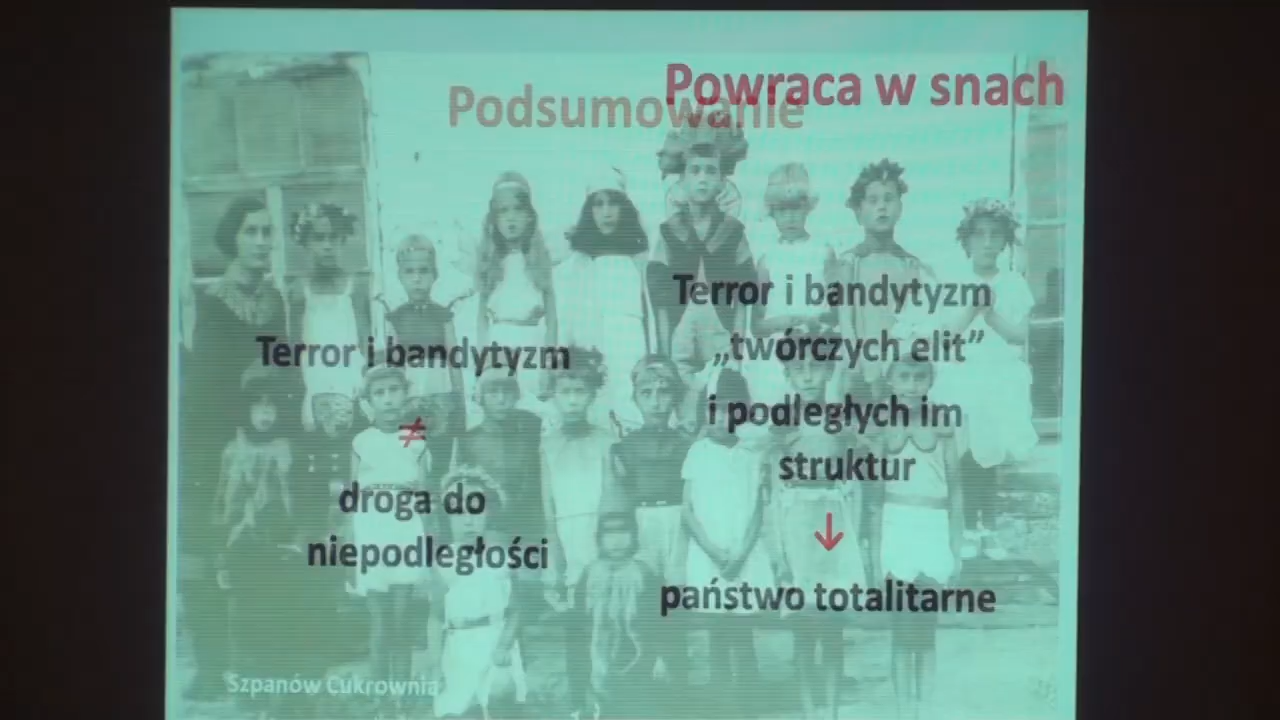 Powraca w snach
Podsumowanie
Terror i bandytyzm
≠
droga do
niepodległości
Terror i bandytyzm
„twórczych elit”
i podległych im
struktur
↓
państwo totalitarne
Szpanów Cukrownia